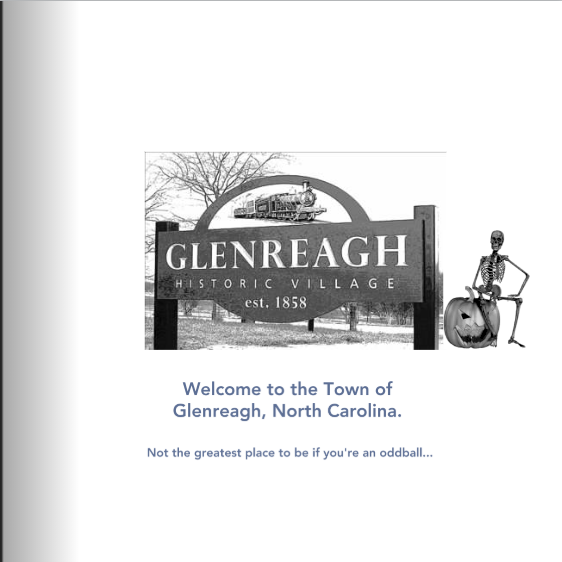 GLENREAGH
HISTORIC VILLAGE
est. 1858
Welcome to the Town of
Glenreagh, North Carolina.
Not the greatest place to be if you're an oddball...